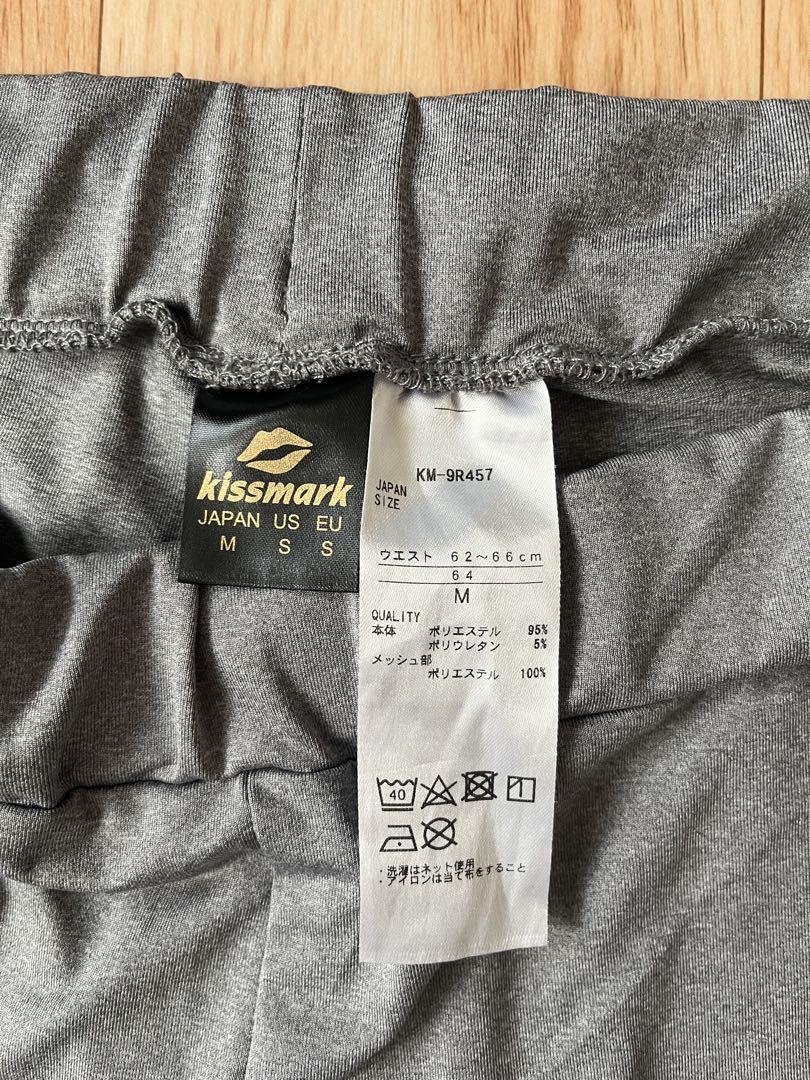 kissmark
JAPAN US EU
M S S
KM-9R457
JAPAN
SIZE
ウエスト 62～66cm
64
M
QUALITY
本体 ポリエステル 95%
ポリウレタン 5%
メッシュ部
ポリエステル 100%
40
・洗濯はネット使用
・アイロンは当て布をすること